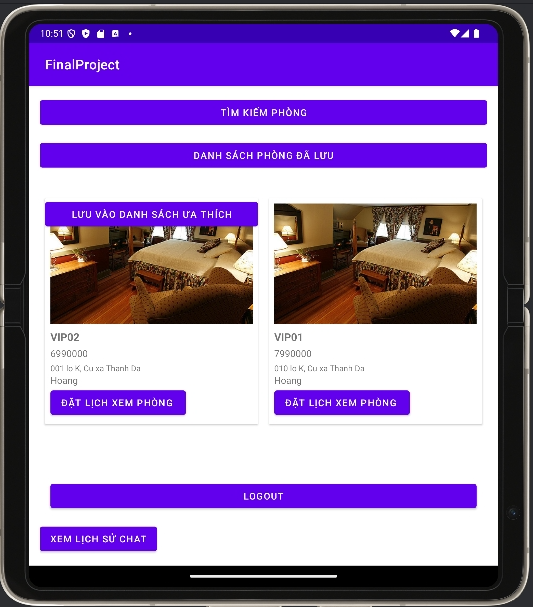 10:51
FinalProject
TÌM KIẾM PHÒNG
DANH SÁCH PHÒNG ĐÃ LƯU
LƯU VÀO DANH SÁCH ƯA THÍCH
VIP02
6990000
001 lo K, Cu xa Thanh Da
Hoang
ĐẶT LỊCH XEM PHÒNG
VIP01
7990000
010 lo K, Cu xa Thanh Da
Hoang
ĐẶT LỊCH XEM PHÒNG
LOGOUT
XEM LỊCH SỬ CHAT